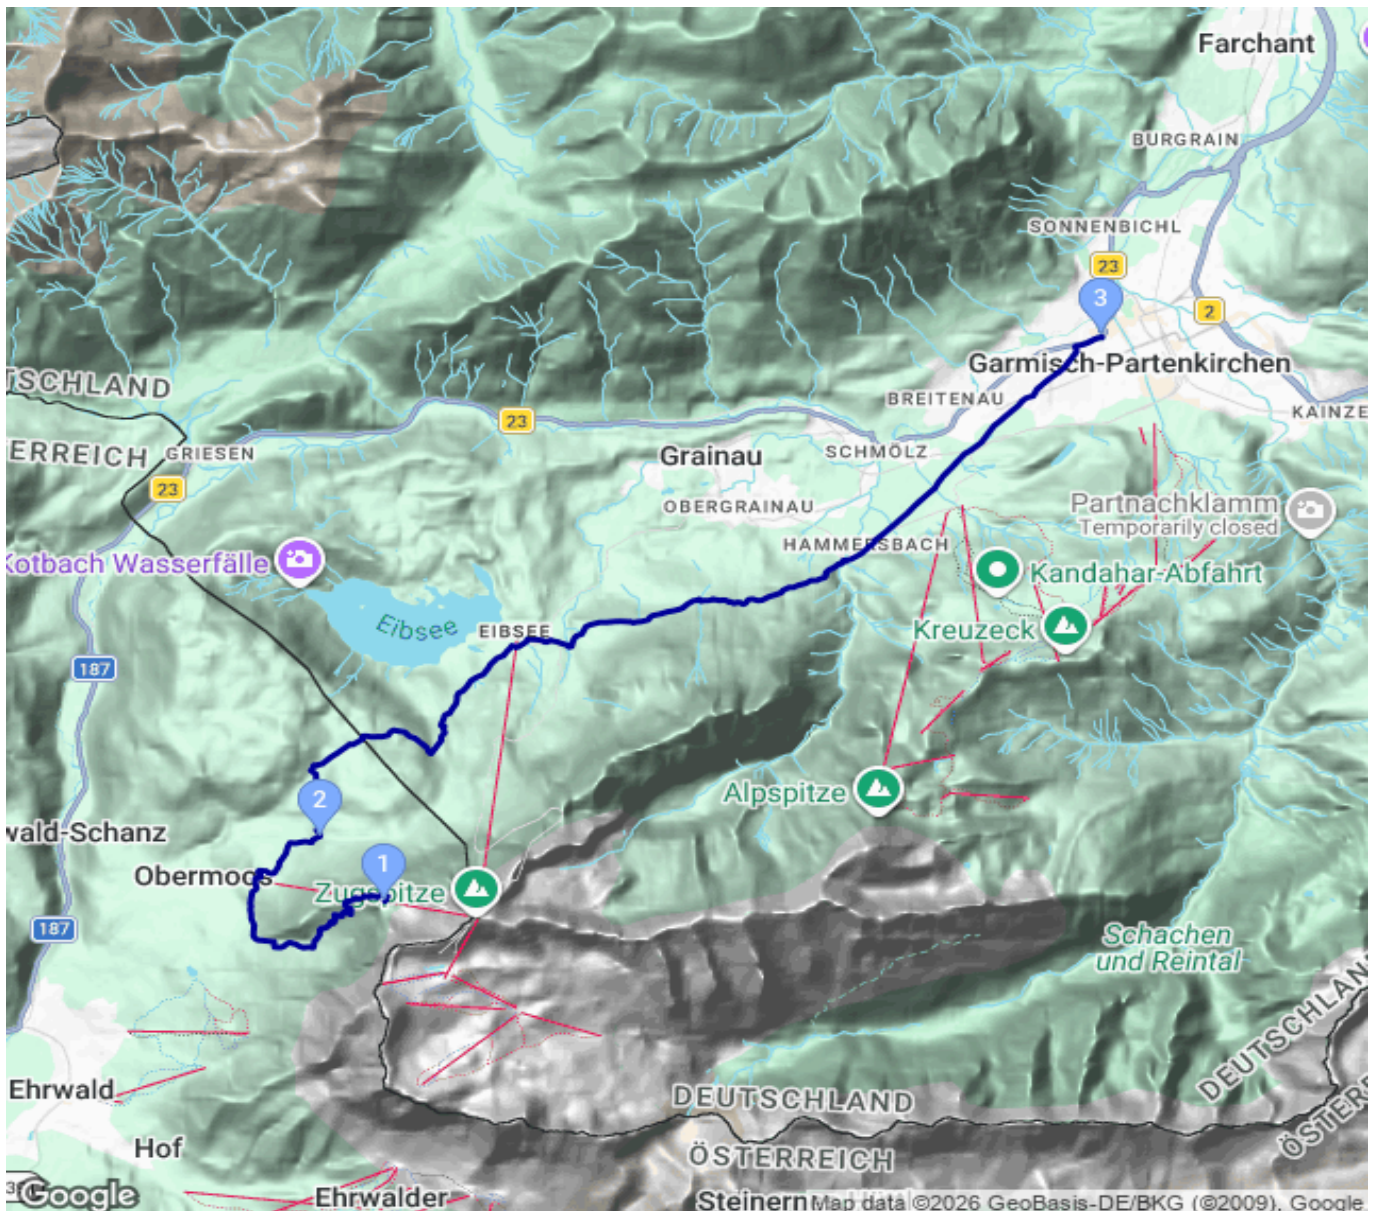 Farchant
BURGRAIN
SONNENBICHL
23
3
2
Garmisch-Partenkirchen
TSCHLAND
BREITENAU
KAINZE
23
ERREICH
GRIESEN
Grainau
SCHMÖLZ
23
OBERGRAINAU
Partnachklamm
Temporarily closed
HAMMERSBACH
Kotbach Wasserfälle
Kandahar-Abfahrt
Eibsee
EIBSEE
Kreuzeck
187
Alpspitze
2
wald-Schanz
1
Obermoos
Zugspitze
187
Schachen
und Reintal
DEUTSCHLAND
Ehrwald
DEUTSCHLAND
Hof
ÖSTERREICH
ÖSTERR
Ehrwalder
Steinern
Google
Map data ©2026 GeoBasis-DE/BKG (©2009), Google